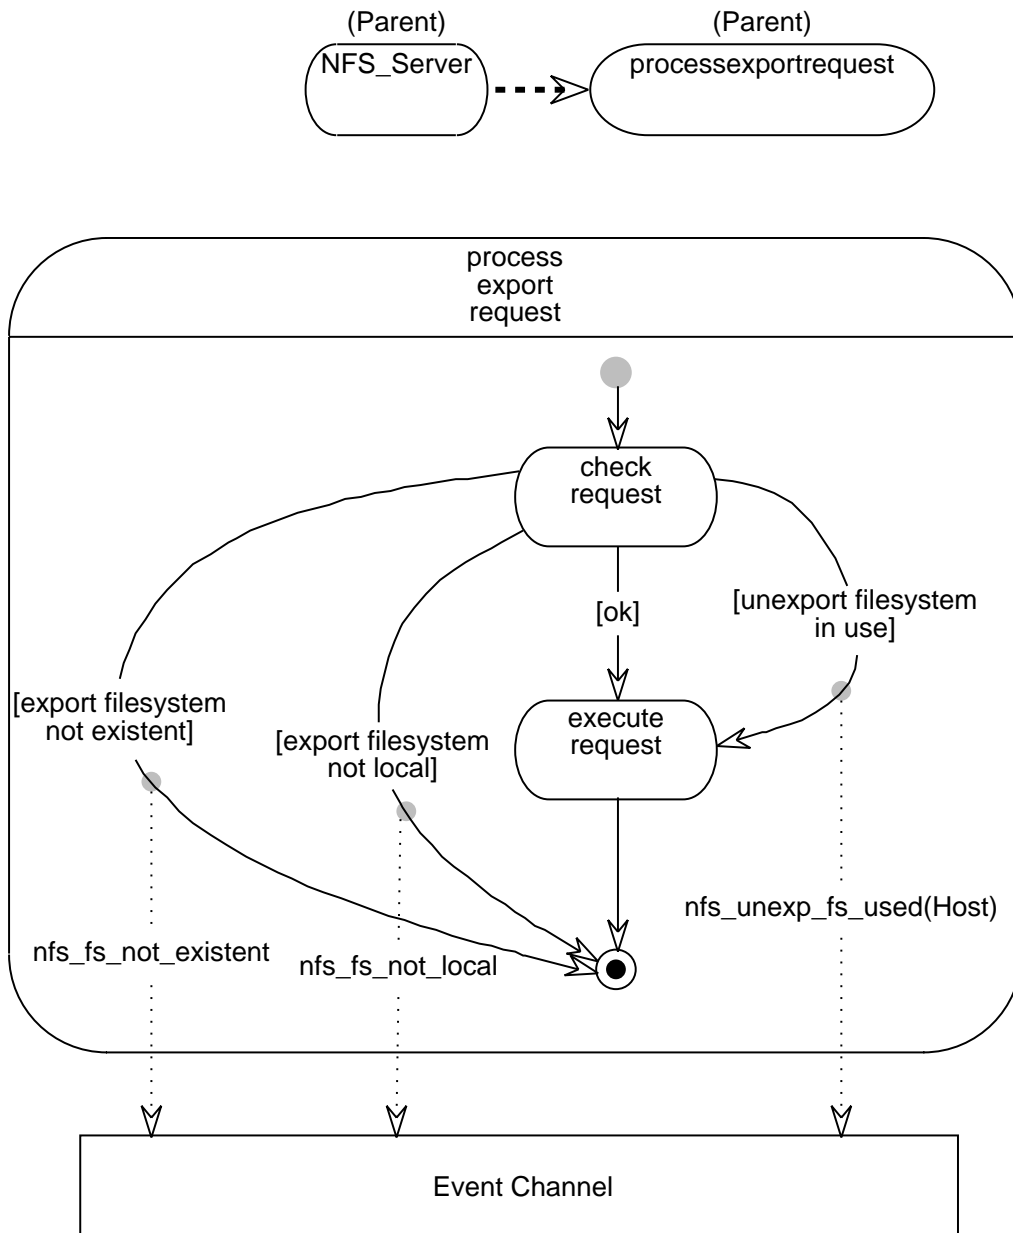 (Parent)
(Parent)
NFS_Server
processexportrequest
process
export
request
check
request
[ok]
[unexport filesystem
in use]
[export filesystem
not existent]
[export filesystem
not local]
execute
request
nfs_unexp_fs_used(Host)
nfs_fs_not_existent
nfs_fs_not_local
Event Channel